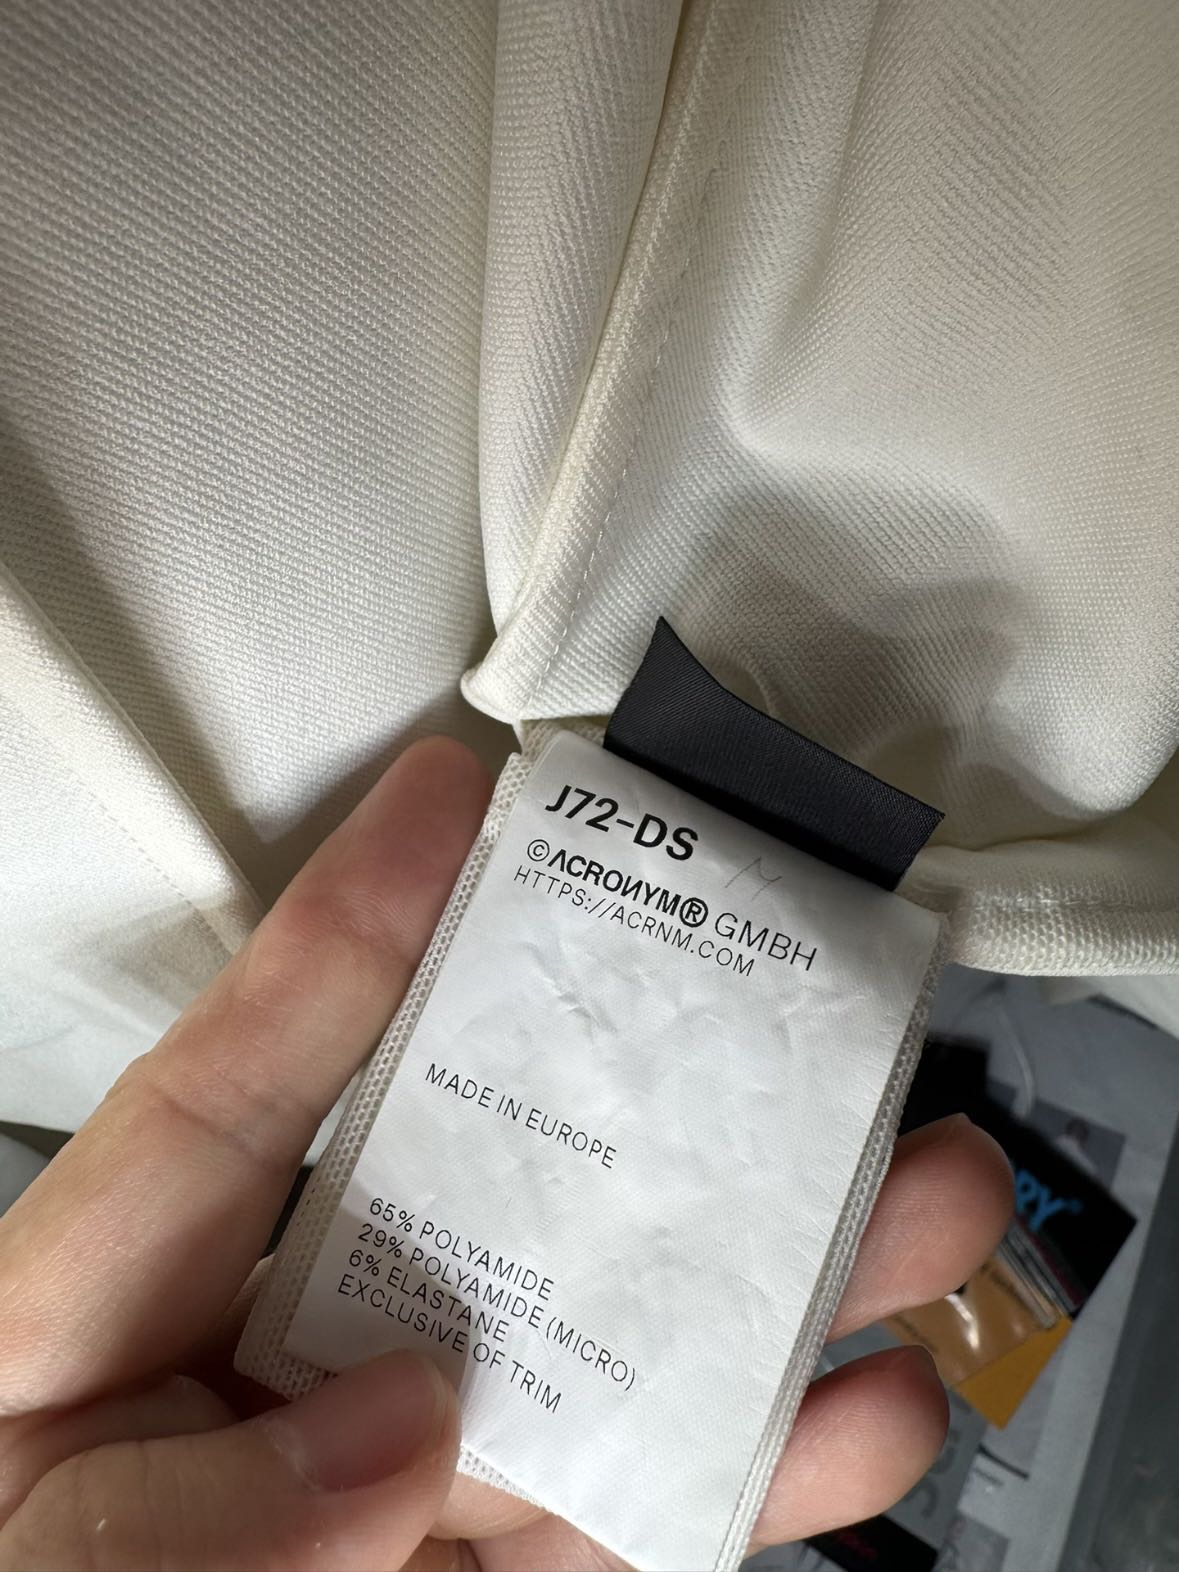 J72-DS M
©ΛCROИYM® GMBH
HTTPS://ACRNM.COM
MADE IN EUROPE
65% POLYAMIDE
29% POLYAMIDE (MICRO)
6% ELASTANE
EXCLUSIVE OF TRIM